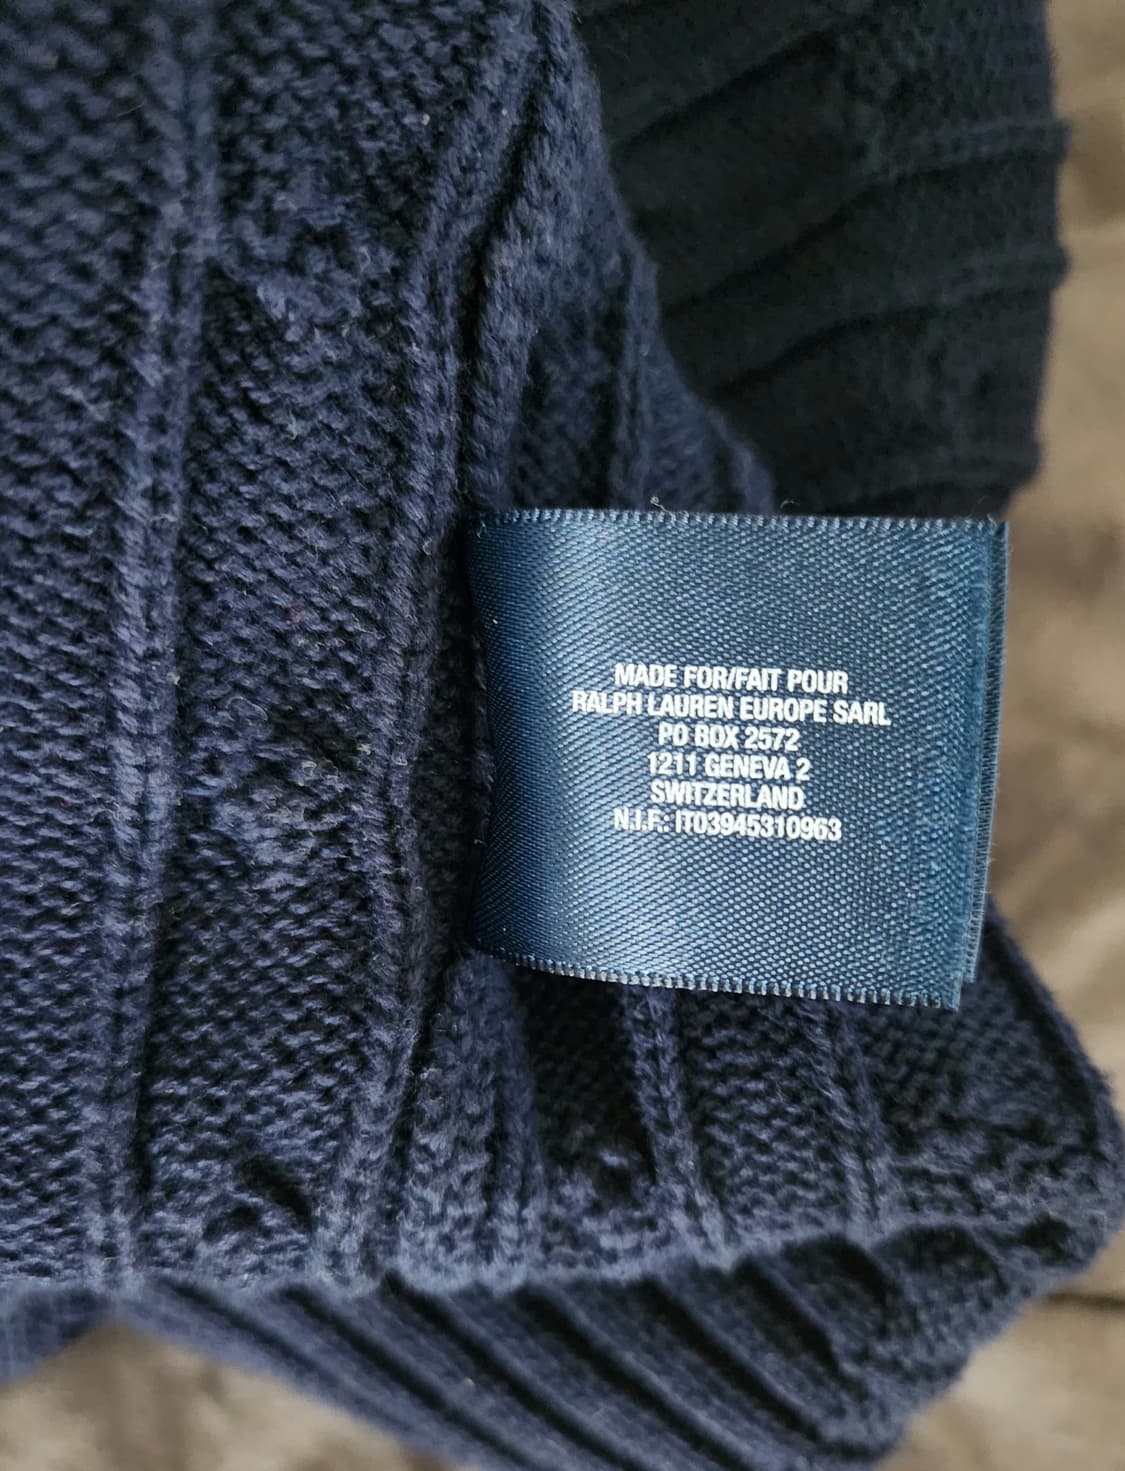 MADE FOR/FAIT POUR
RALPH LAUREN EUROPE SARL
PO BOX 2572
1211 GENEVA 2
SWITZERLAND
N.I.F.: IT03945310963